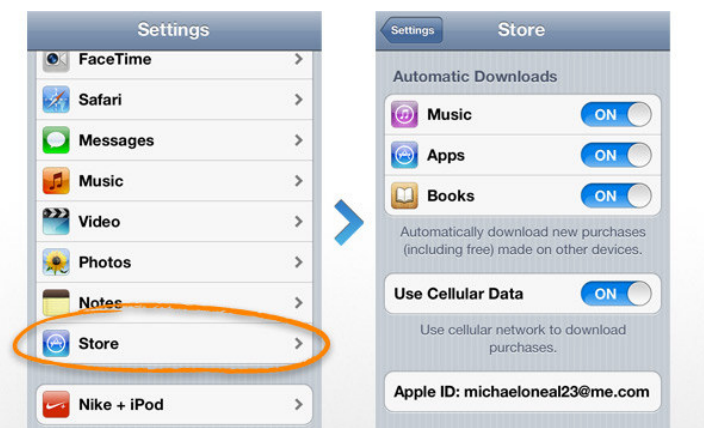 Settings
FaceTime
Safari
Messages
Music
Video
Photos
Notes
Store
Nike + iPod
Settings
Store
Automatic Downloads
Music
ON
Apps
ON
Books
ON
Automatically download new purchases
(including free) made on other devices.
Use Cellular Data
ON
Use cellular network to download
purchases.
Apple ID: michaeloneal23@me.com